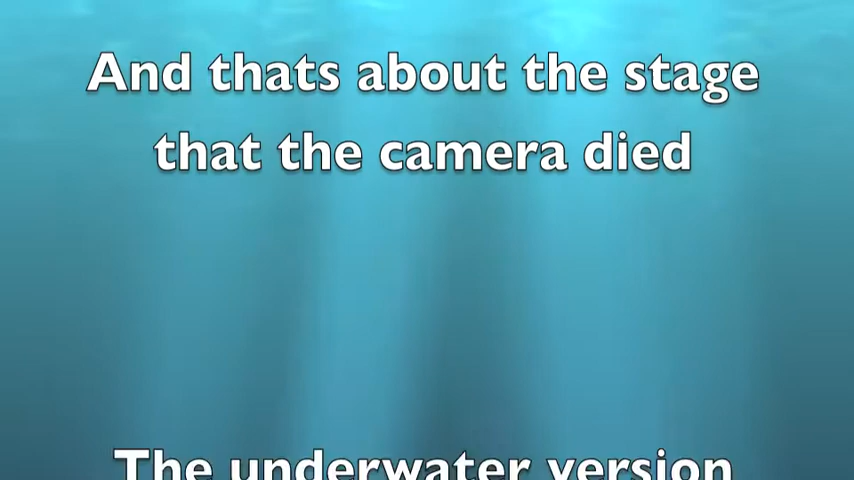 And thats about the stage
that the camera died
The underwater version